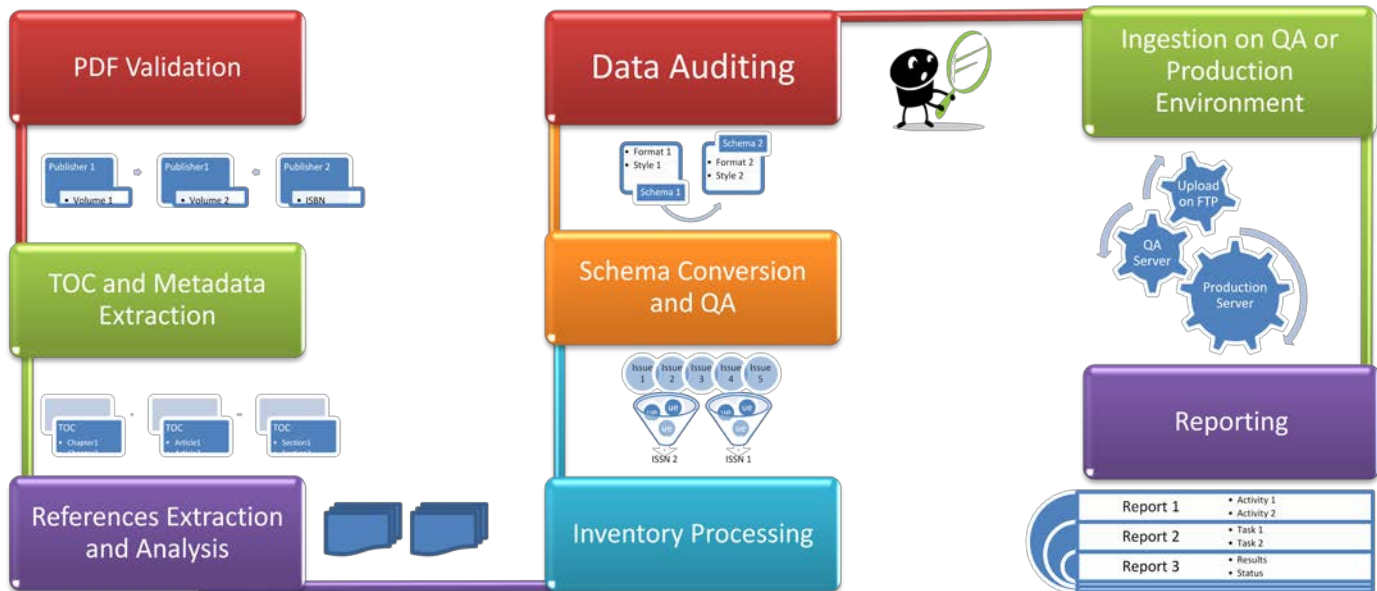 PDF Validation
Publisher 1
• Volume 1
Publisher1
• Volume 2
Publisher 2
• ISBN
TOC and Metadata
Extraction
TOC
• Chapter1
TOC
• Article1
TOC
• Section1
References Extraction
and Analysis
Data Auditing
• Format 1
• Style 1
Schema 1
Schema 2
• Format 2
• Style 2
Schema Conversion
and QA
Issue
1
Issue
2
Issue
3
Issue
4
Issue
5
ue
ue
ue
ue
ISSN 2
ISSN 1
Inventory Processing
Ingestion on QA or
Production
Environment
Upload
on FTP
QA
Server
Production
Server
Reporting
Report 1
• Activity 1
• Activity 2
Report 2
• Task 1
• Task 2
Report 3
• Results
• Status